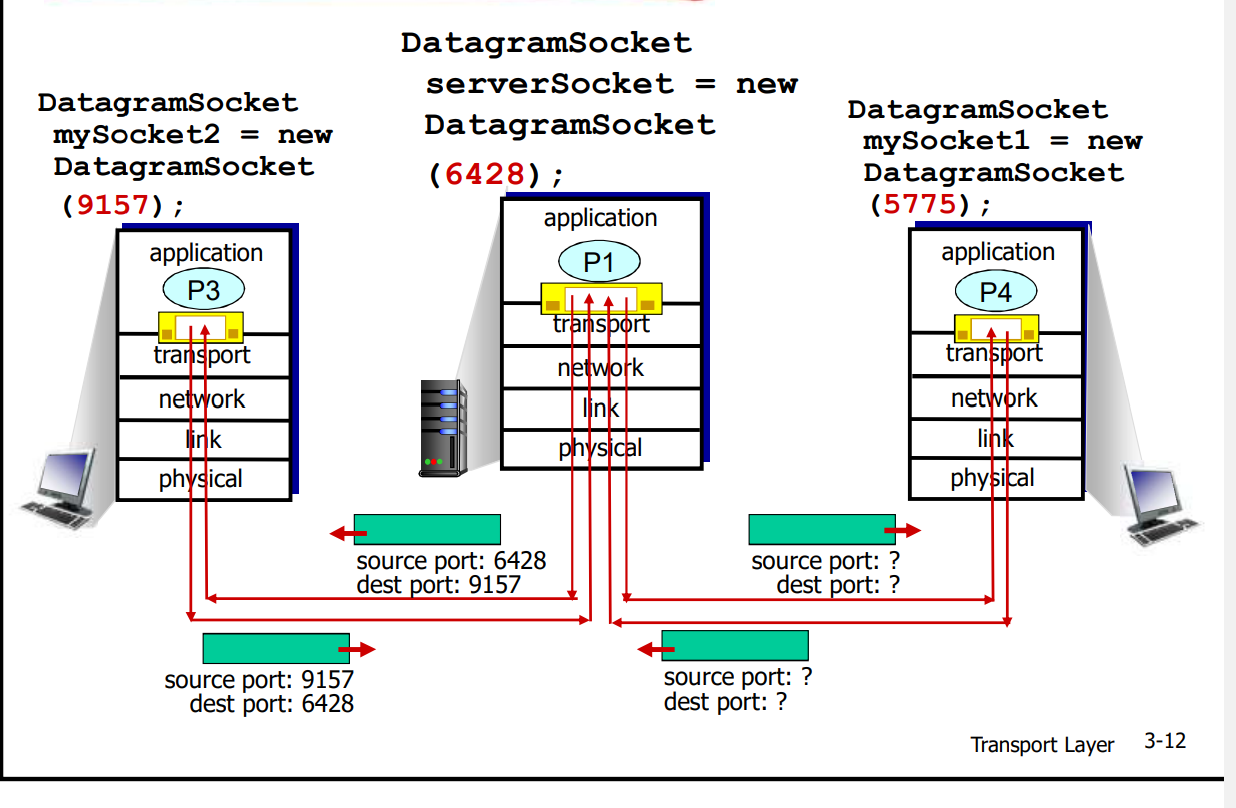 DatagramSocket
serverSocket = new
DatagramSocket
(6428);
DatagramSocket
mySocket2 = new
DatagramSocket
(9157);
DatagramSocket
mySocket1 = new
DatagramSocket
(5775);
application
P3
transport
network
link
physical
application
P1
transport
network
link
physical
application
P4
transport
network
link
physical
source port: 6428
dest port: 9157
source port: ?
dest port: ?
source port: 9157
dest port: 6428
source port: ?
dest port: ?
Transport Layer 3-12